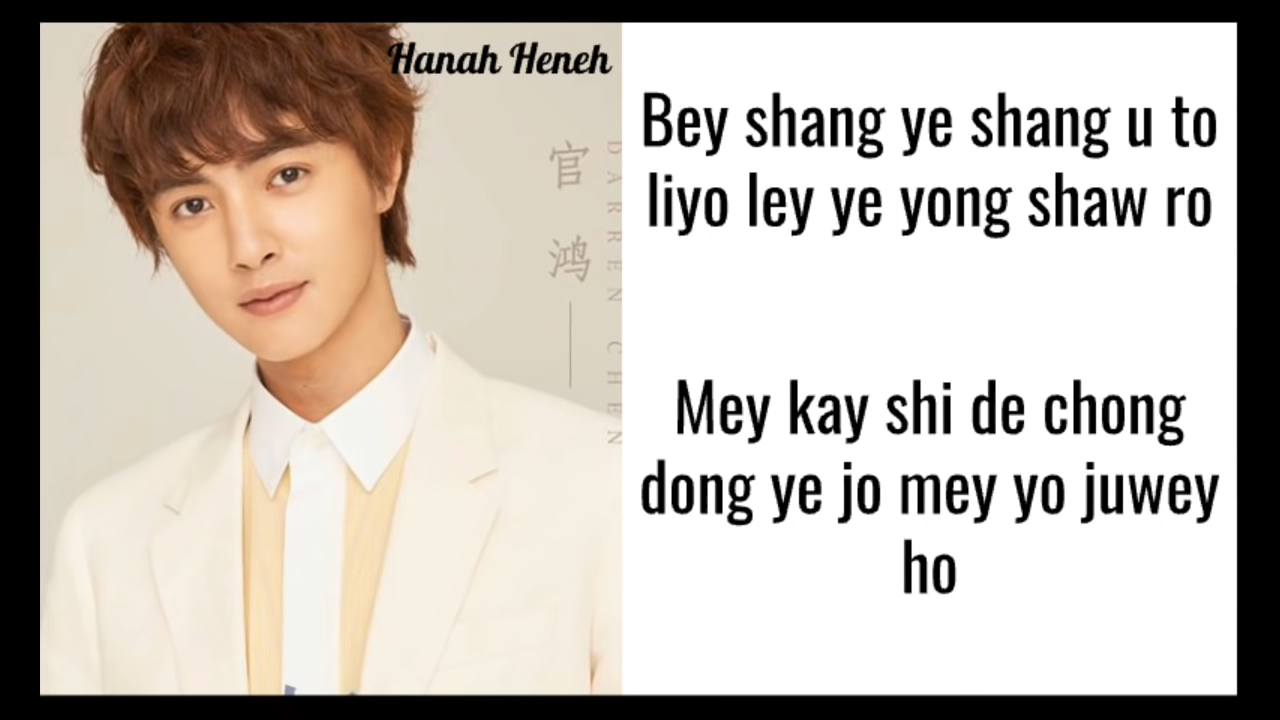 Hanah Heneh
官
鸿
DARREN CHEN
Bey shang ye shang u to
liyo ley ye yong shaw ro
Mey kay shi de chong
dong ye jo mey yo juwey
ho